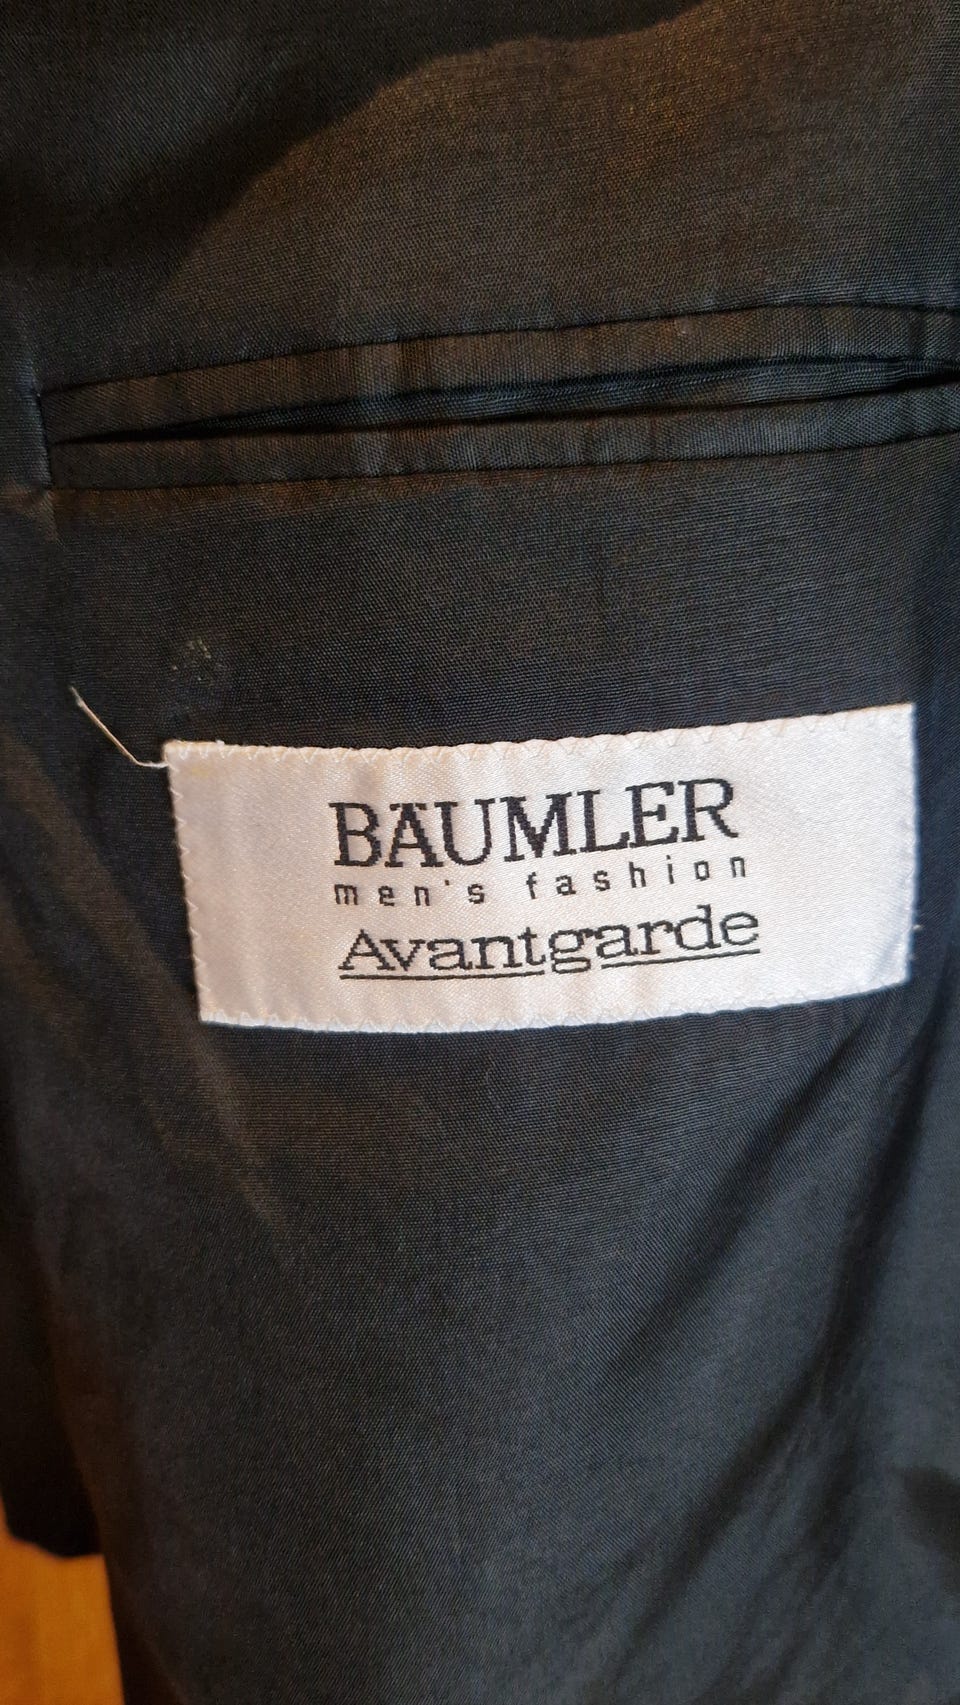 BÄUMLER
men's fashion
Avantgarde